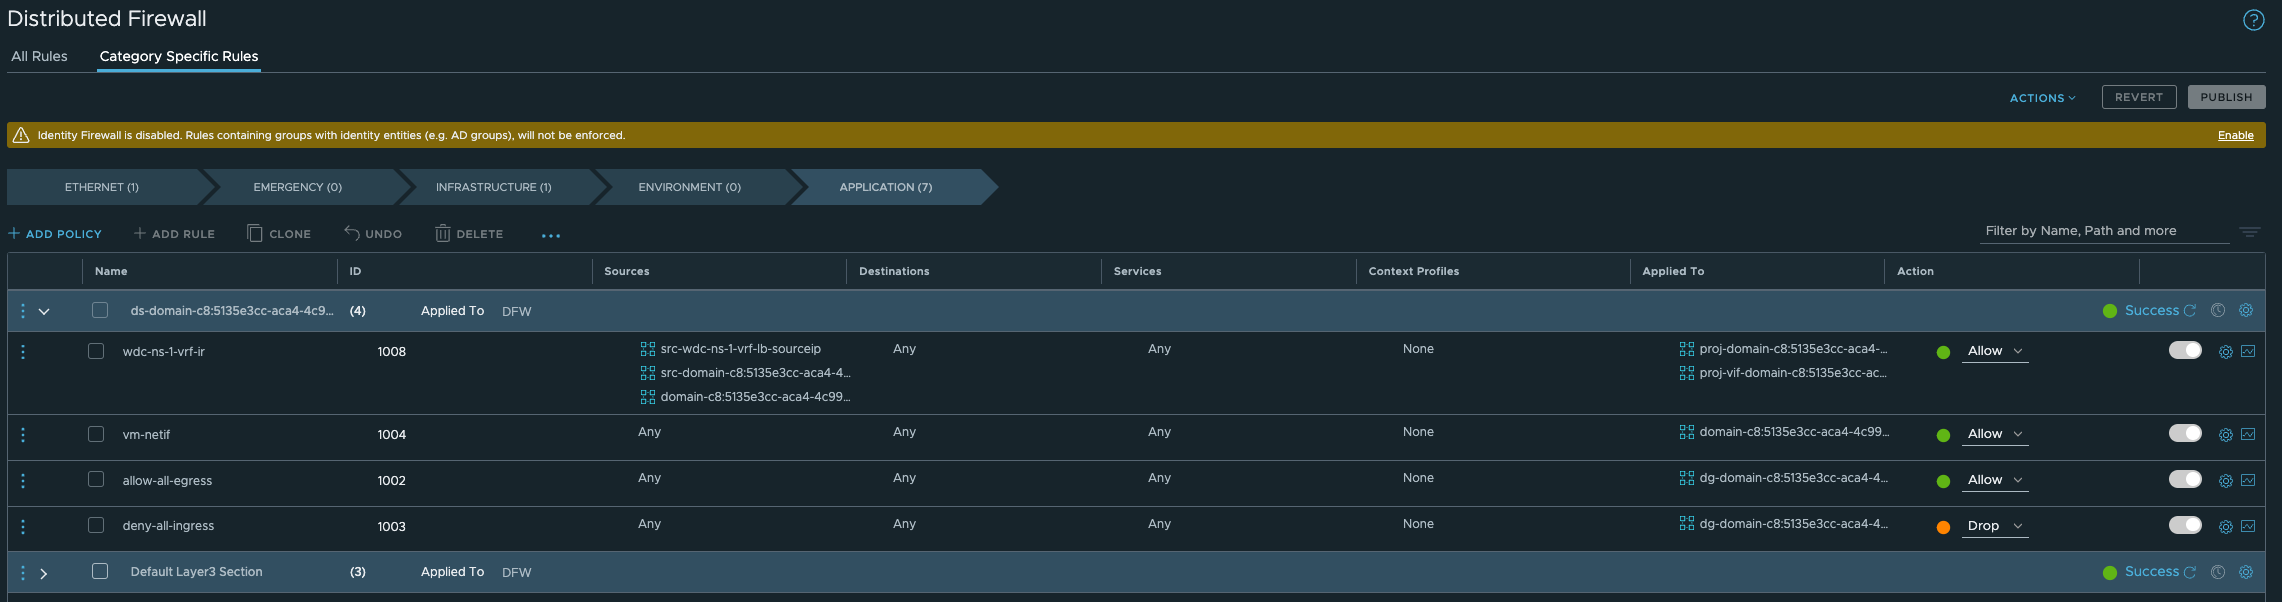 Distributed Firewall
All Rules Category Specific Rules
ACTIONS REVERT PUBLISH
Identity Firewall is disabled. Rules containing groups with identity entities (e.g. AD groups), will not be enforced. Enable
ETHERNET (1) EMERGENCY (0) INFRASTRUCTURE (1) ENVIRONMENT (0) APPLICATION (7)
+ ADD POLICY + ADD RULE CLONE UNDO DELETE ... Filter by Name, Path and more
Name ID Sources Destinations Services Context Profiles Applied To Action
ds-domain-c8:5135e3cc-aca4-4c9... (4) Applied To DFW Success
wdc-ns-1-vrf-ir 1008 src-wdc-ns-1-vrf-lb-sourceip Any Any None proj-domain-c8:5135e3cc-aca4-... Allow
src-domain-c8:5135e3cc-aca4-4... proj-vif-domain-c8:5135e3cc-ac...
domain-c8:5135e3cc-aca4-4c99...
vm-netif 1004 Any Any Any None domain-c8:5135e3cc-aca4-4c99... Allow
allow-all-egress 1002 Any Any Any None dg-domain-c8:5135e3cc-aca4-4... Allow
deny-all-ingress 1003 Any Any Any None dg-domain-c8:5135e3cc-aca4-4... Drop
Default Layer3 Section (3) Applied To DFW Success